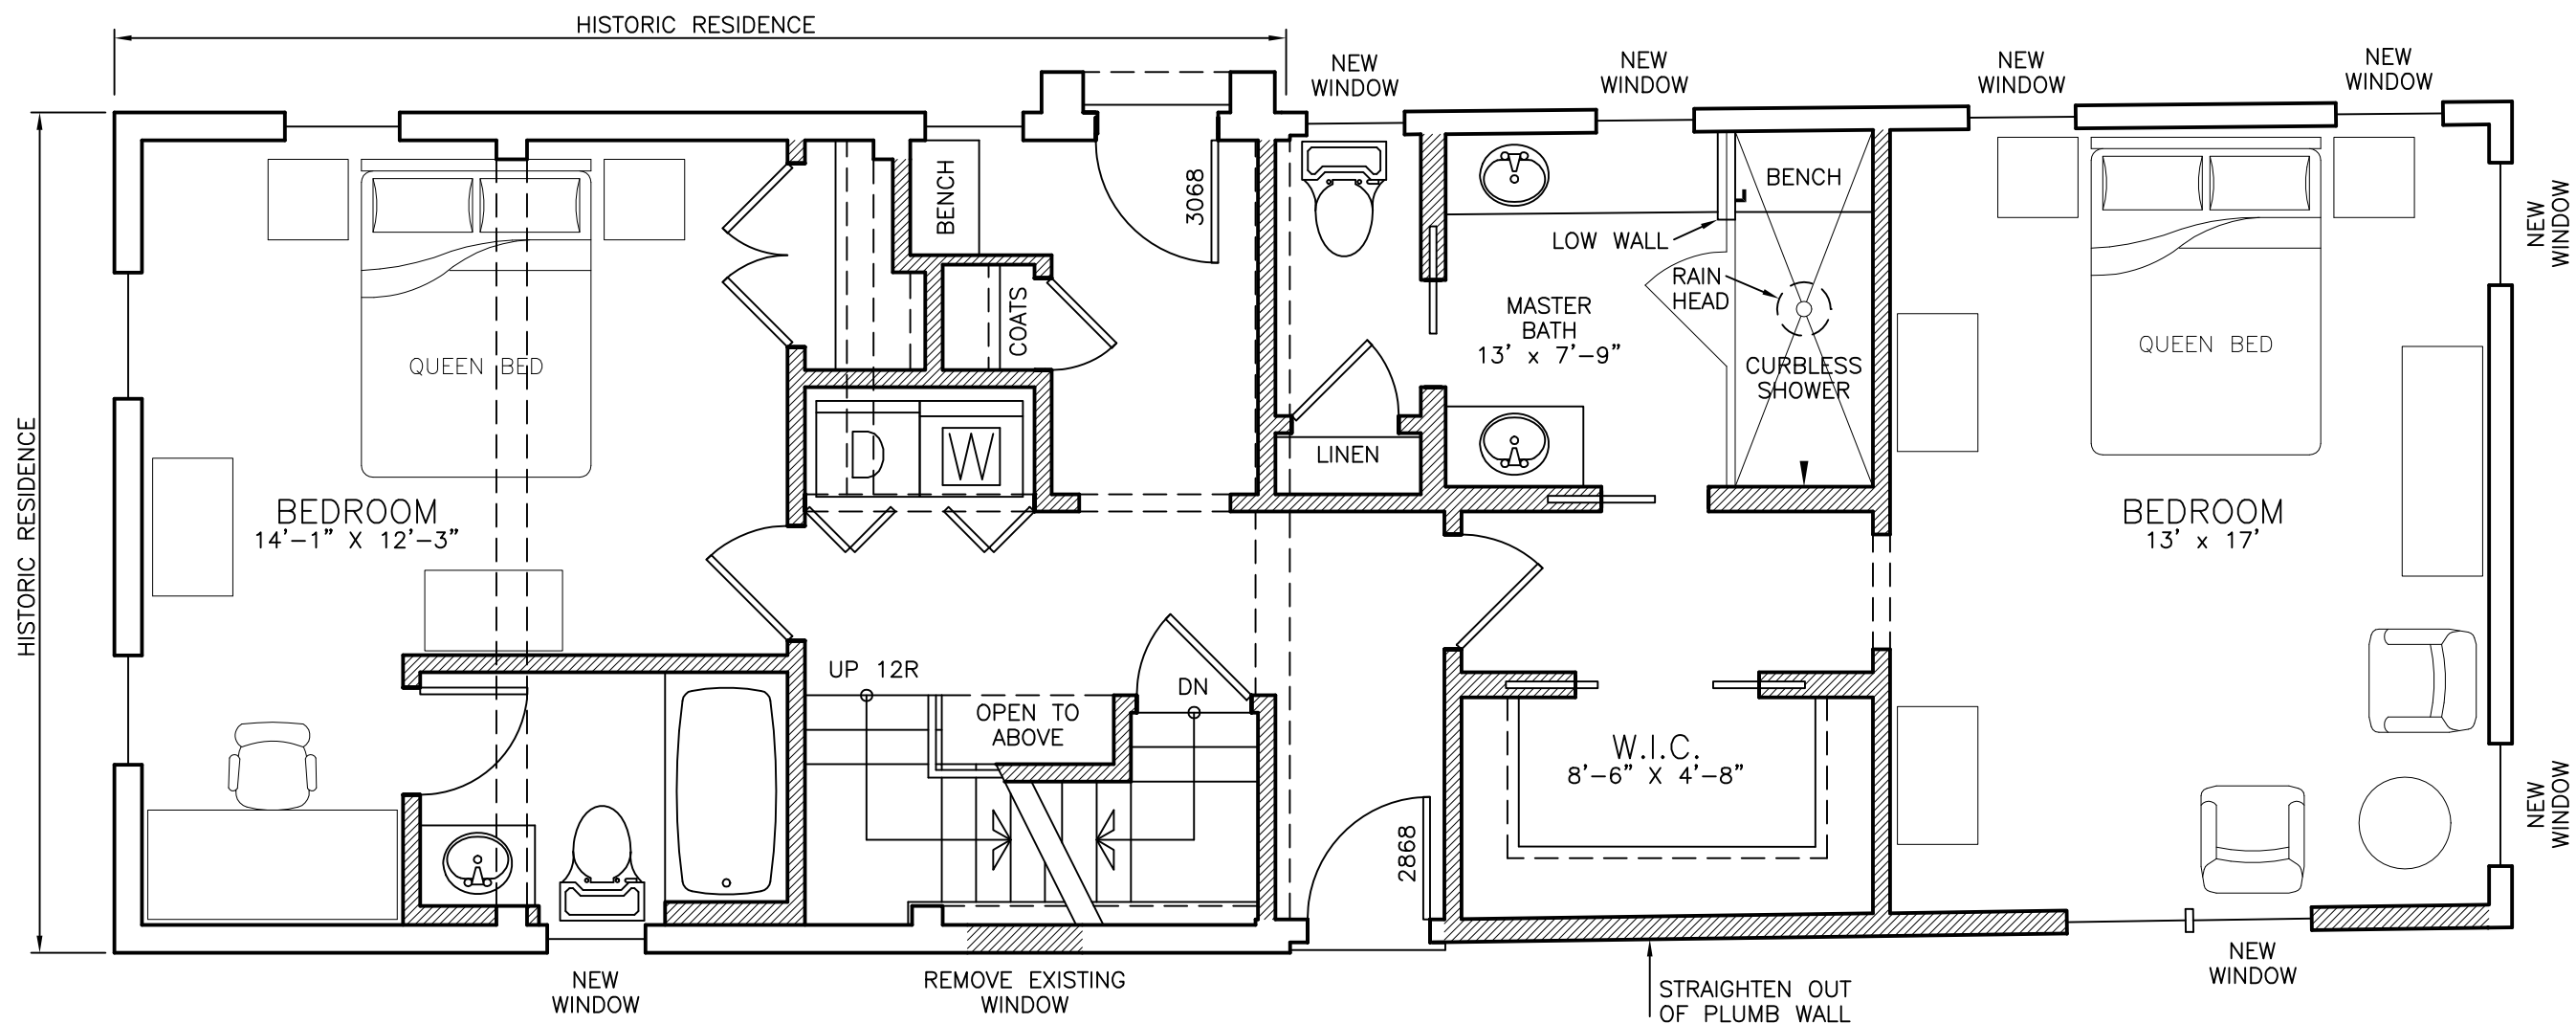 HISTORIC RESIDENCE
NEW
WINDOW
NEW
WINDOW
NEW
WINDOW
NEW
WINDOW
HISTORIC RESIDENCE
QUEEN BED
BEDROOM
14'-1" X 12'-3"
BENCH
3068
COATS
D
W
LINEN
LOW WALL
BENCH
RAIN
HEAD
MASTER
BATH
13' x 7'-9"
CURBLESS
SHOWER
QUEEN BED
BEDROOM
13' x 17'
NEW
WINDOW
UP 12R
DN
OPEN TO
ABOVE
W.I.C.
8'-6" X 4'-8"
2868
NEW
WINDOW
NEW
WINDOW
REMOVE EXISTING
WINDOW
STRAIGHTEN OUT
OF PLUMB WALL
NEW
WINDOW